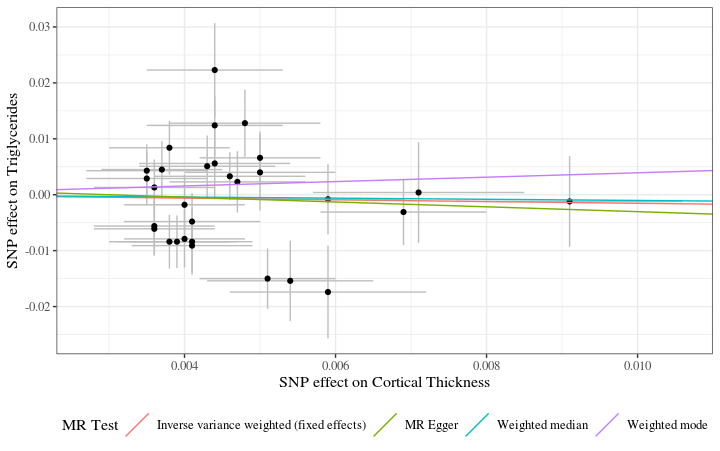 0.03
0.02
0.01
0.00
-0.01
-0.02
SNP effect on Triglycerides
0.004 0.006 0.008 0.010
SNP effect on Cortical Thickness
MR Test Inverse variance weighted (fixed effects) MR Egger Weighted median Weighted mode